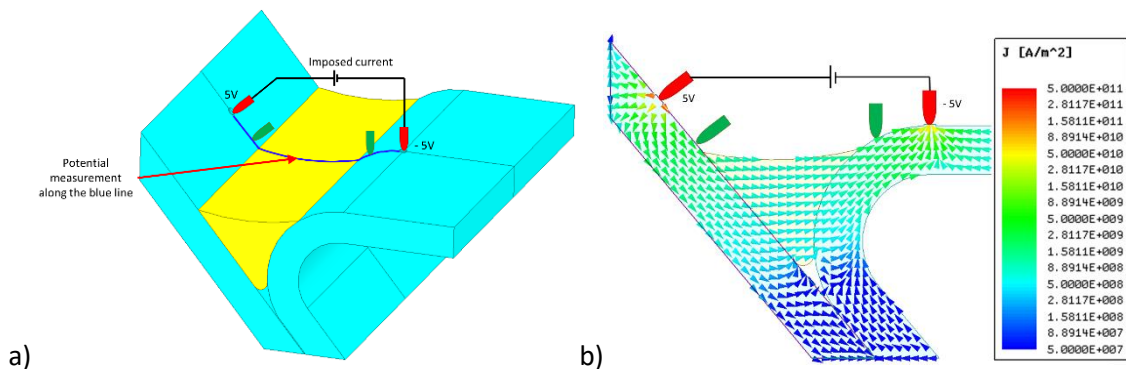 Imposed current
5V
- 5V
Potential
measurement
along the blue line
a)
5V
- 5V
b)
J [A/m^2]
5.0000E+011
2.8117E+011
1.5811E+011
8.8914E+010
5.0000E+010
2.8117E+010
1.5811E+010
8.8914E+009
5.0000E+009
2.8117E+009
1.5811E+009
8.8914E+008
5.0000E+008
2.8117E+008
1.5811E+008
8.8914E+007
5.0000E+007